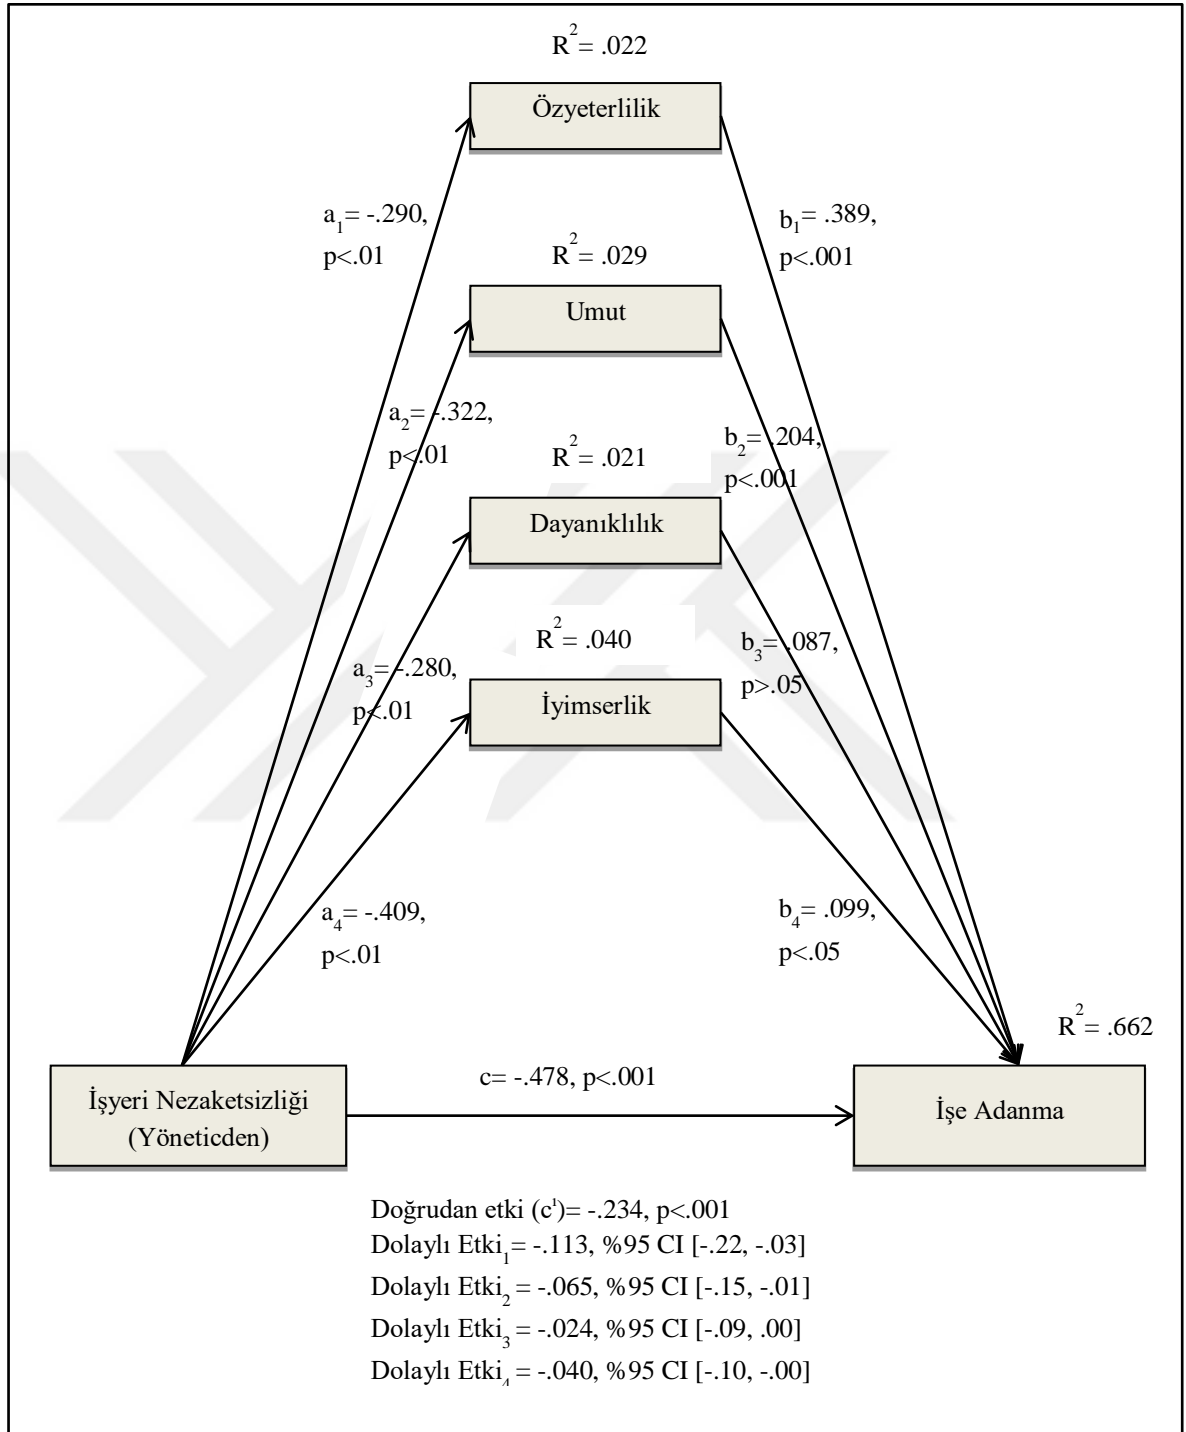 R²= .022
Özyeterlilik
a₁= -.290,
p<.01
b₁= .389,
p<.001
R²= .029
Umut
a₂= -.322,
p<.01
b₂= .204,
p<.001
R²= .021
Dayanıklılık
a₃= -.280,
p<.01
b₃= .087,
p>.05
R²= .040
İyimserlik
a₄= -.409,
p<.01
b₄= .099,
p<.05
R²= .662
İşyeri Nezaketsizliği
(Yöneticden)
c= -.478, p<.001
İşe Adanma
Doğrudan etki (c¹)= -.234, p<.001
Dolaylı Etki₁= -.113, %95 CI [-.22, -.03]
Dolaylı Etki₂ = -.065, %95 CI [-.15, -.01]
Dolaylı Etki₃ = -.024, %95 CI [-.09, .00]
Dolaylı Etki₄ = -.040, %95 CI [-.10, -.00]